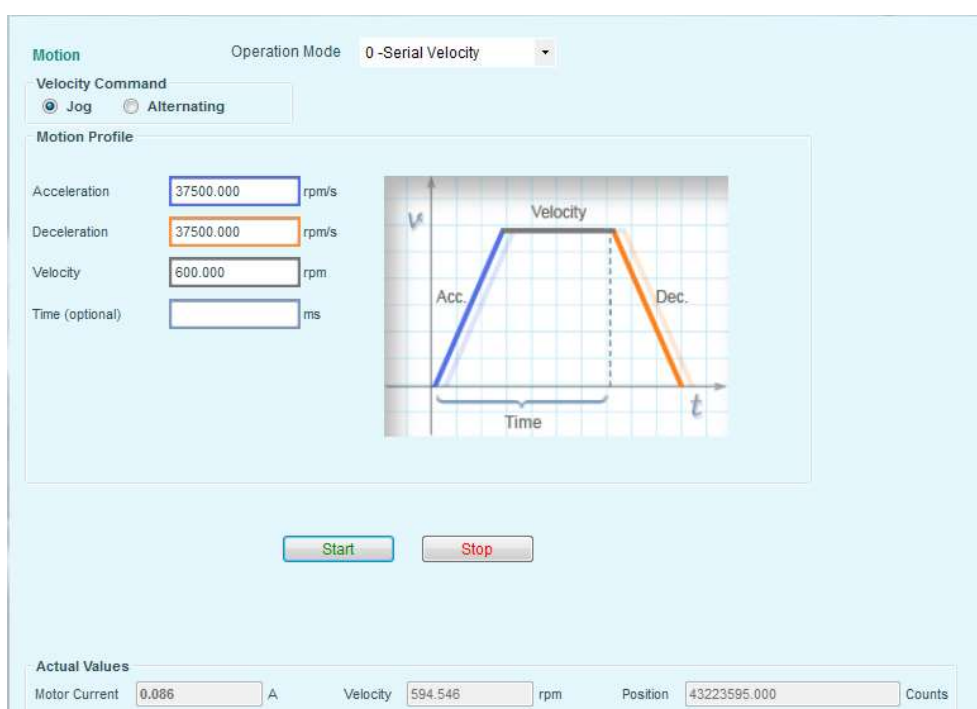 Motion Operation Mode 0 -Serial Velocity
Velocity Command
Jog Alternating
Motion Profile
Acceleration 37500.000 rpm/s
Deceleration 37500.000 rpm/s
Velocity 600.000 rpm
Time (optional) ms
V
Velocity
Acc.
Dec.
t
Time
Start Stop
Actual Values
Motor Current 0.086 A Velocity 594.546 rpm Position 43223595.000 Counts